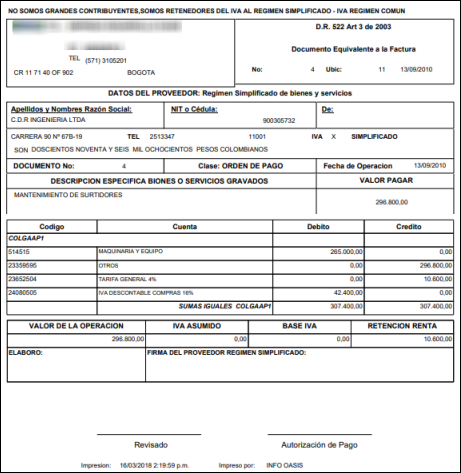 NO SOMOS GRANDES CONTRIBUYENTES,SOMOS RETENEDORES DEL IVA AL REGIMEN SIMPLIFICADO - IVA REGIMEN COMUN
D.R. 522 Art 3 de 2003
TEL (571) 3105201
Documento Equivalente a la Factura
CR 11 71 40 OF 902 BOGOTA
No: 4 Ubic: 11 13/09/2010
DATOS DEL PROVEEDOR: Regimen Simplificado de bienes y servicios
Apellidos y Nombres Razón Social: NIT o Cédula: De:
C.D.R INGENIERIA LTDA 900305732
CARRERA 90 Nº 67B-19 TEL 2513347 11001 IVA X SIMPLIFICADO
SON DOSCIENTOS NOVENTA Y SEIS MIL OCHOCIENTOS PESOS COLOMBIANOS
DOCUMENTO No: 4 Clase: ORDEN DE PAGO Fecha de Operacion 13/09/2010
DESCRIPCION ESPECIFICA BIONES O SERVICIOS GRAVADOS VALOR PAGAR
MANTENIMIENTO DE SURTIDORES 296.800,00
Codigo Cuenta Debito Credito
COLGAAP1
514515 MAQUINARIA Y EQUIPO 265.000,00 0,00
23359595 OTROS 0,00 296.800,00
23652504 TARIFA GENERAL 4% 0,00 10.600,00
24080505 IVA DESCONTABLE COMPRAS 16% 42.400,00 0,00
SUMAS IGUALES COLGAAP1 307.400,00 307.400,00
VALOR DE LA OPERACION IVA ASUMIDO BASE IVA RETENCION RENTA
296.800,00 0,00 0,00 10.600,00
ELABORO: FIRMA DEL PROVEEDOR REGIMEN SIMPLIFICADO:
Revisado Autorización de Pago
Impresion: 16/03/2018 2:19:59 p.m. Impreso por: INFO OASIS